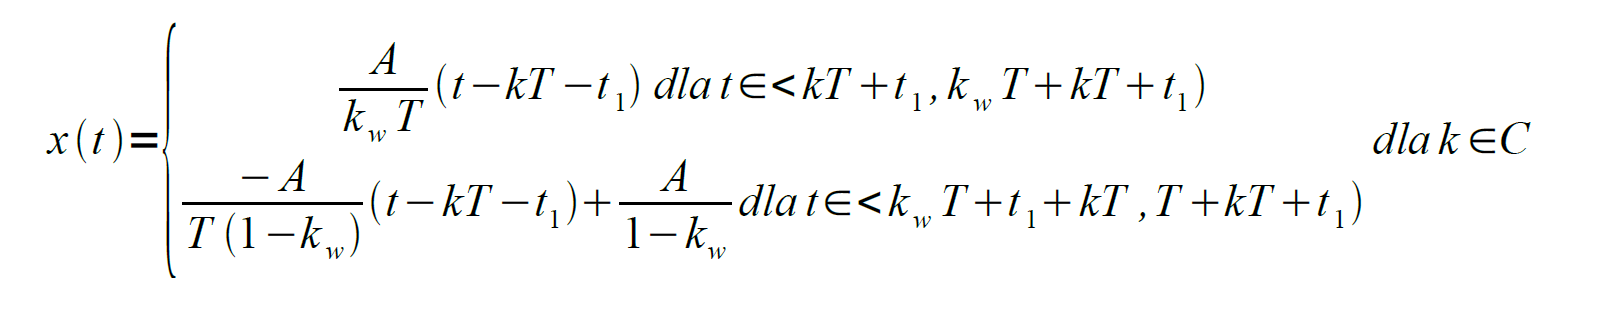 A/(k_w T) (t−kT−t_1) dla t∈<kT+t_1, k_w T+kT+t_1)
x(t)={ dla k∈C
−A/(T(1−k_w)) (t−kT−t_1)+A/(1−k_w) dla t∈<k_w T+t_1+kT, T+kT+t_1)